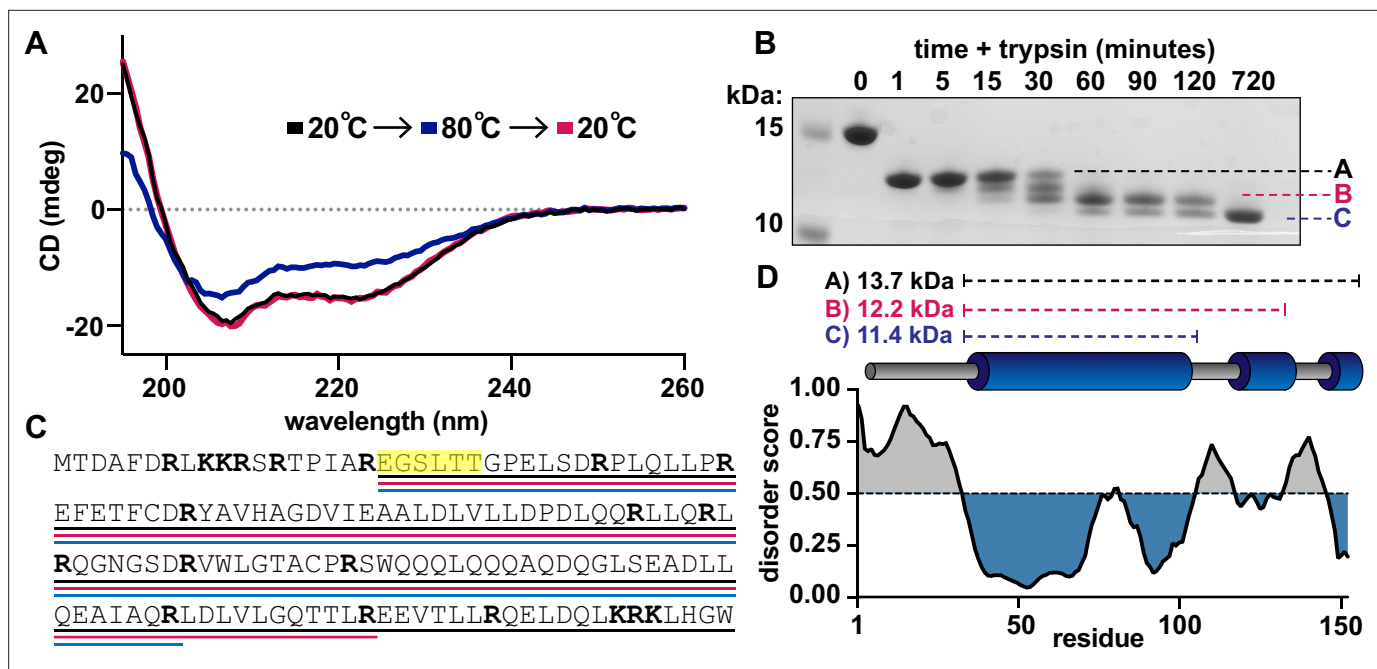 A
20
0
-20
CD (mdeg)
20°C → 80°C → 20°C
200 220 240 260
wavelength (nm)
B
time + trypsin (minutes)
0 1 5 15 30 60 90 120 720
kDa:
15
10
A
B
C
C
MTDAFDRLKKRSRTPIAREGSLTTGPELSDRPLQLLPR
EFETFCDRYAVHAGDVIEAALDLVLLDPDLQQRLLQRL
RQGNGSDRVWLGTACPRSWQQQLQQQAQDQGLSEADLL
QEAIAQRLDLVLGQTTLREEVTLLRQELDQLKRKLHGW
D
A) 13.7 kDa
B) 12.2 kDa
C) 11.4 kDa
1.00
0.75
0.50
0.25
0.00
disorder score
1 50 100 150
residue